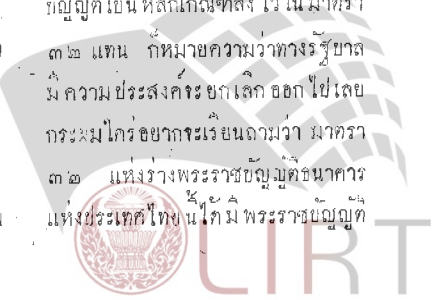 บัญญัติเป็นหลักเกณฑ์ลงไว้ในมาตรา
๓๒ แทน ก็หมายความว่าทางรัฐบาล
มีความประสงค์จะยกเลิกออกไปเลย
กระผมใคร่อยากจะเรียนถามว่า มาตรา
๓๒ แห่งร่างพระราชบัญญัติธนาคาร
แห่งประเทศไทยนี้ได้มีพระราชบัญญัติ
LIRT